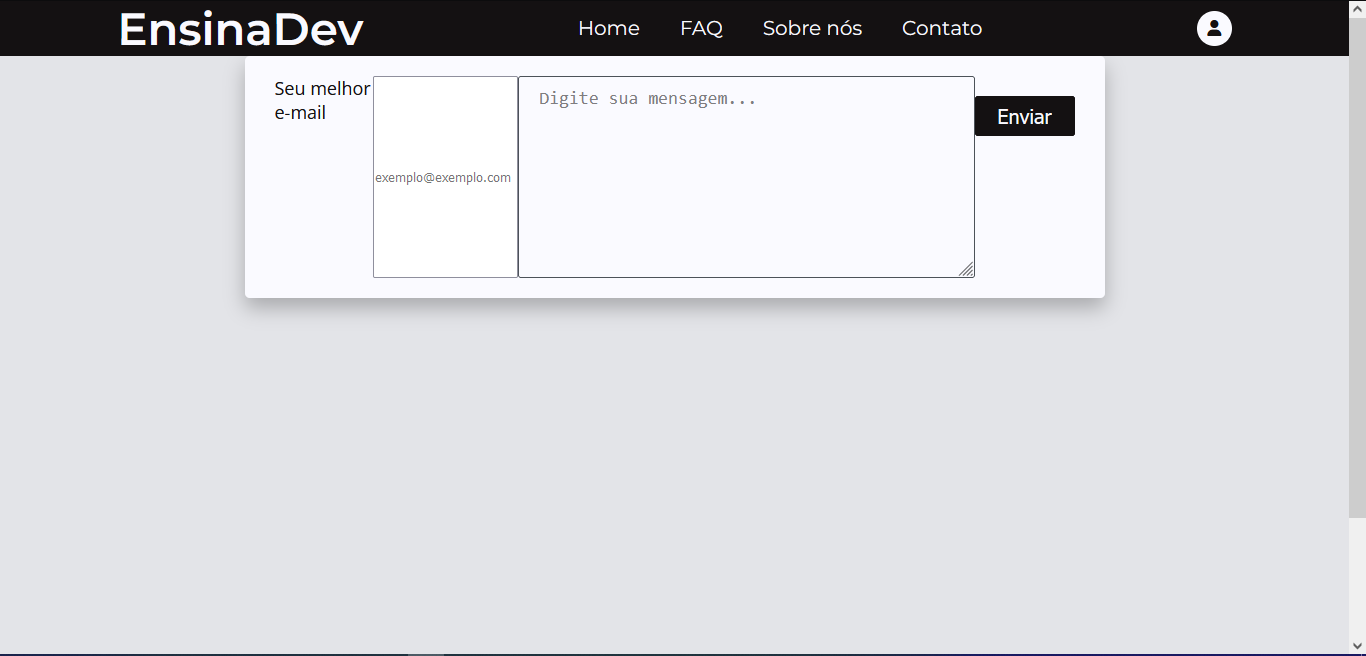 EnsinaDev
Home FAQ Sobre nós Contato
Seu melhor
e-mail
exemplo@exemplo.com
Digite sua mensagem...
Enviar